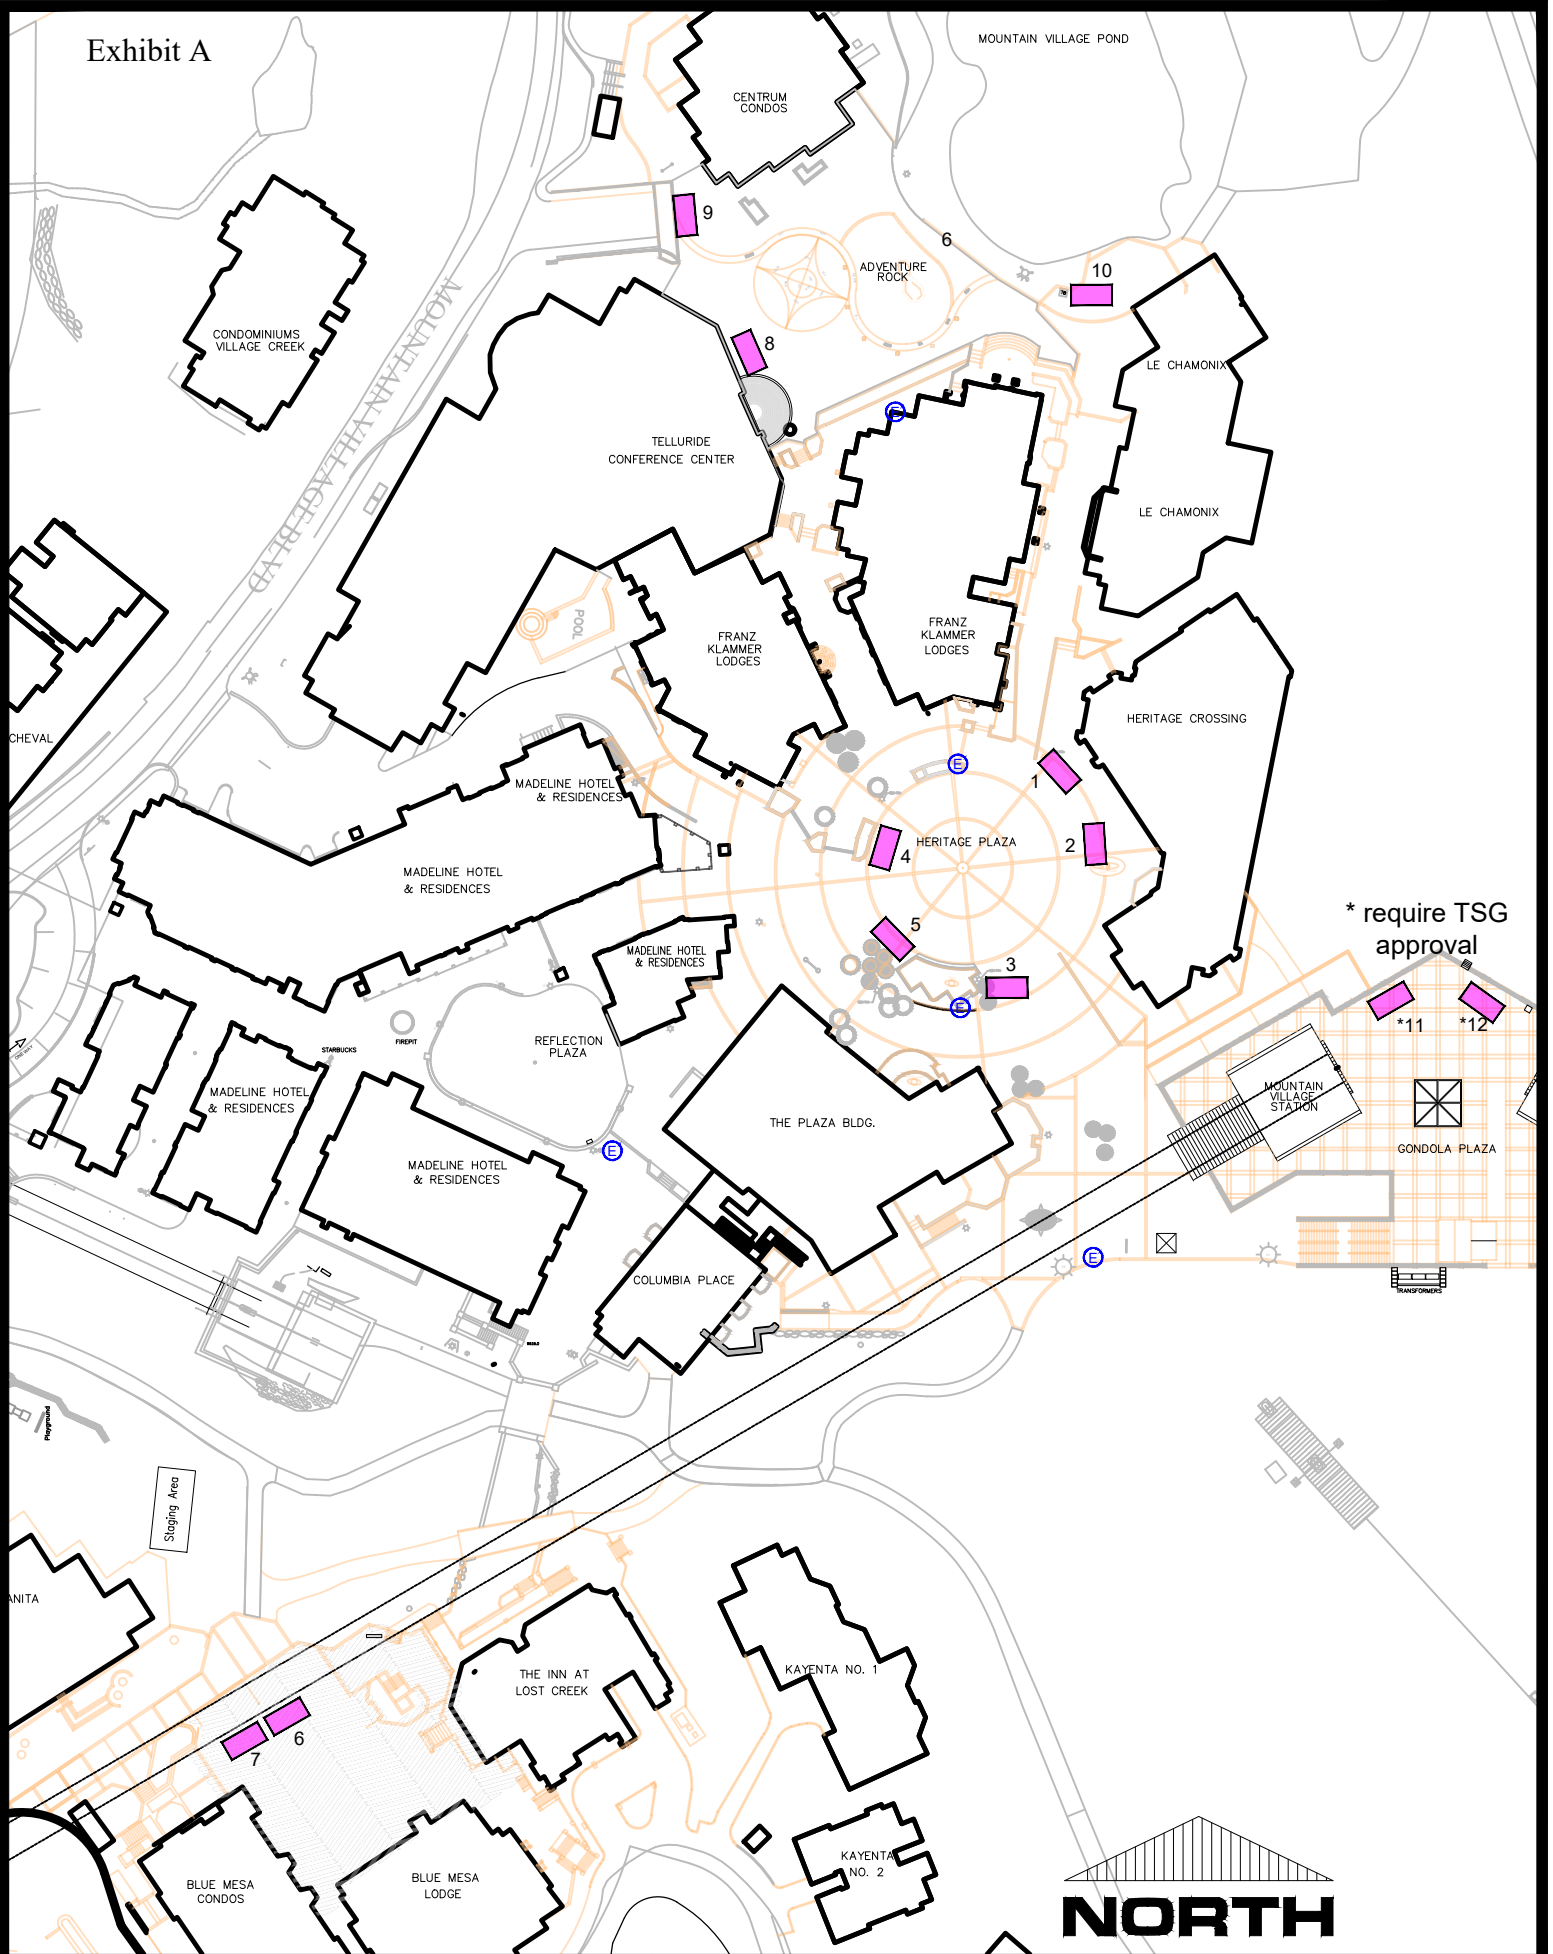 Exhibit A
MOUNTAIN VILLAGE POND
CENTRUM
CONDOS
9
6
10
ADVENTURE
ROCK
CONDOMINIUMS
VILLAGE CREEK
MOUNTAIN VILLAGE BLVD
8
LE CHAMONIX
E
TELLURIDE
CONFERENCE CENTER
LE CHAMONIX
POOL
FRANZ
KLAMMER
LODGES
FRANZ
KLAMMER
LODGES
CHEVAL
HERITAGE CROSSING
E
1
MADELINE HOTEL
& RESIDENCES
HERITAGE PLAZA
2
4
MADELINE HOTEL
& RESIDENCES
* require TSG
approval
5
MADELINE HOTEL
& RESIDENCES
3
E
*11
*12
ONE WAY
STARBUCKS
FIREPIT
REFLECTION
PLAZA
MADELINE HOTEL
& RESIDENCES
MOUNTAIN
VILLAGE
STATION
THE PLAZA BLDG.
GONDOLA PLAZA
E
MADELINE HOTEL
& RESIDENCES
E
COLUMBIA PLACE
TRANSFORMERS
Playground
Staging Area
ANITA
THE INN AT
LOST CREEK
KAYENTA NO. 1
6
7
BLUE MESA
CONDOS
BLUE MESA
LODGE
KAYENTA
NO. 2
NORTH